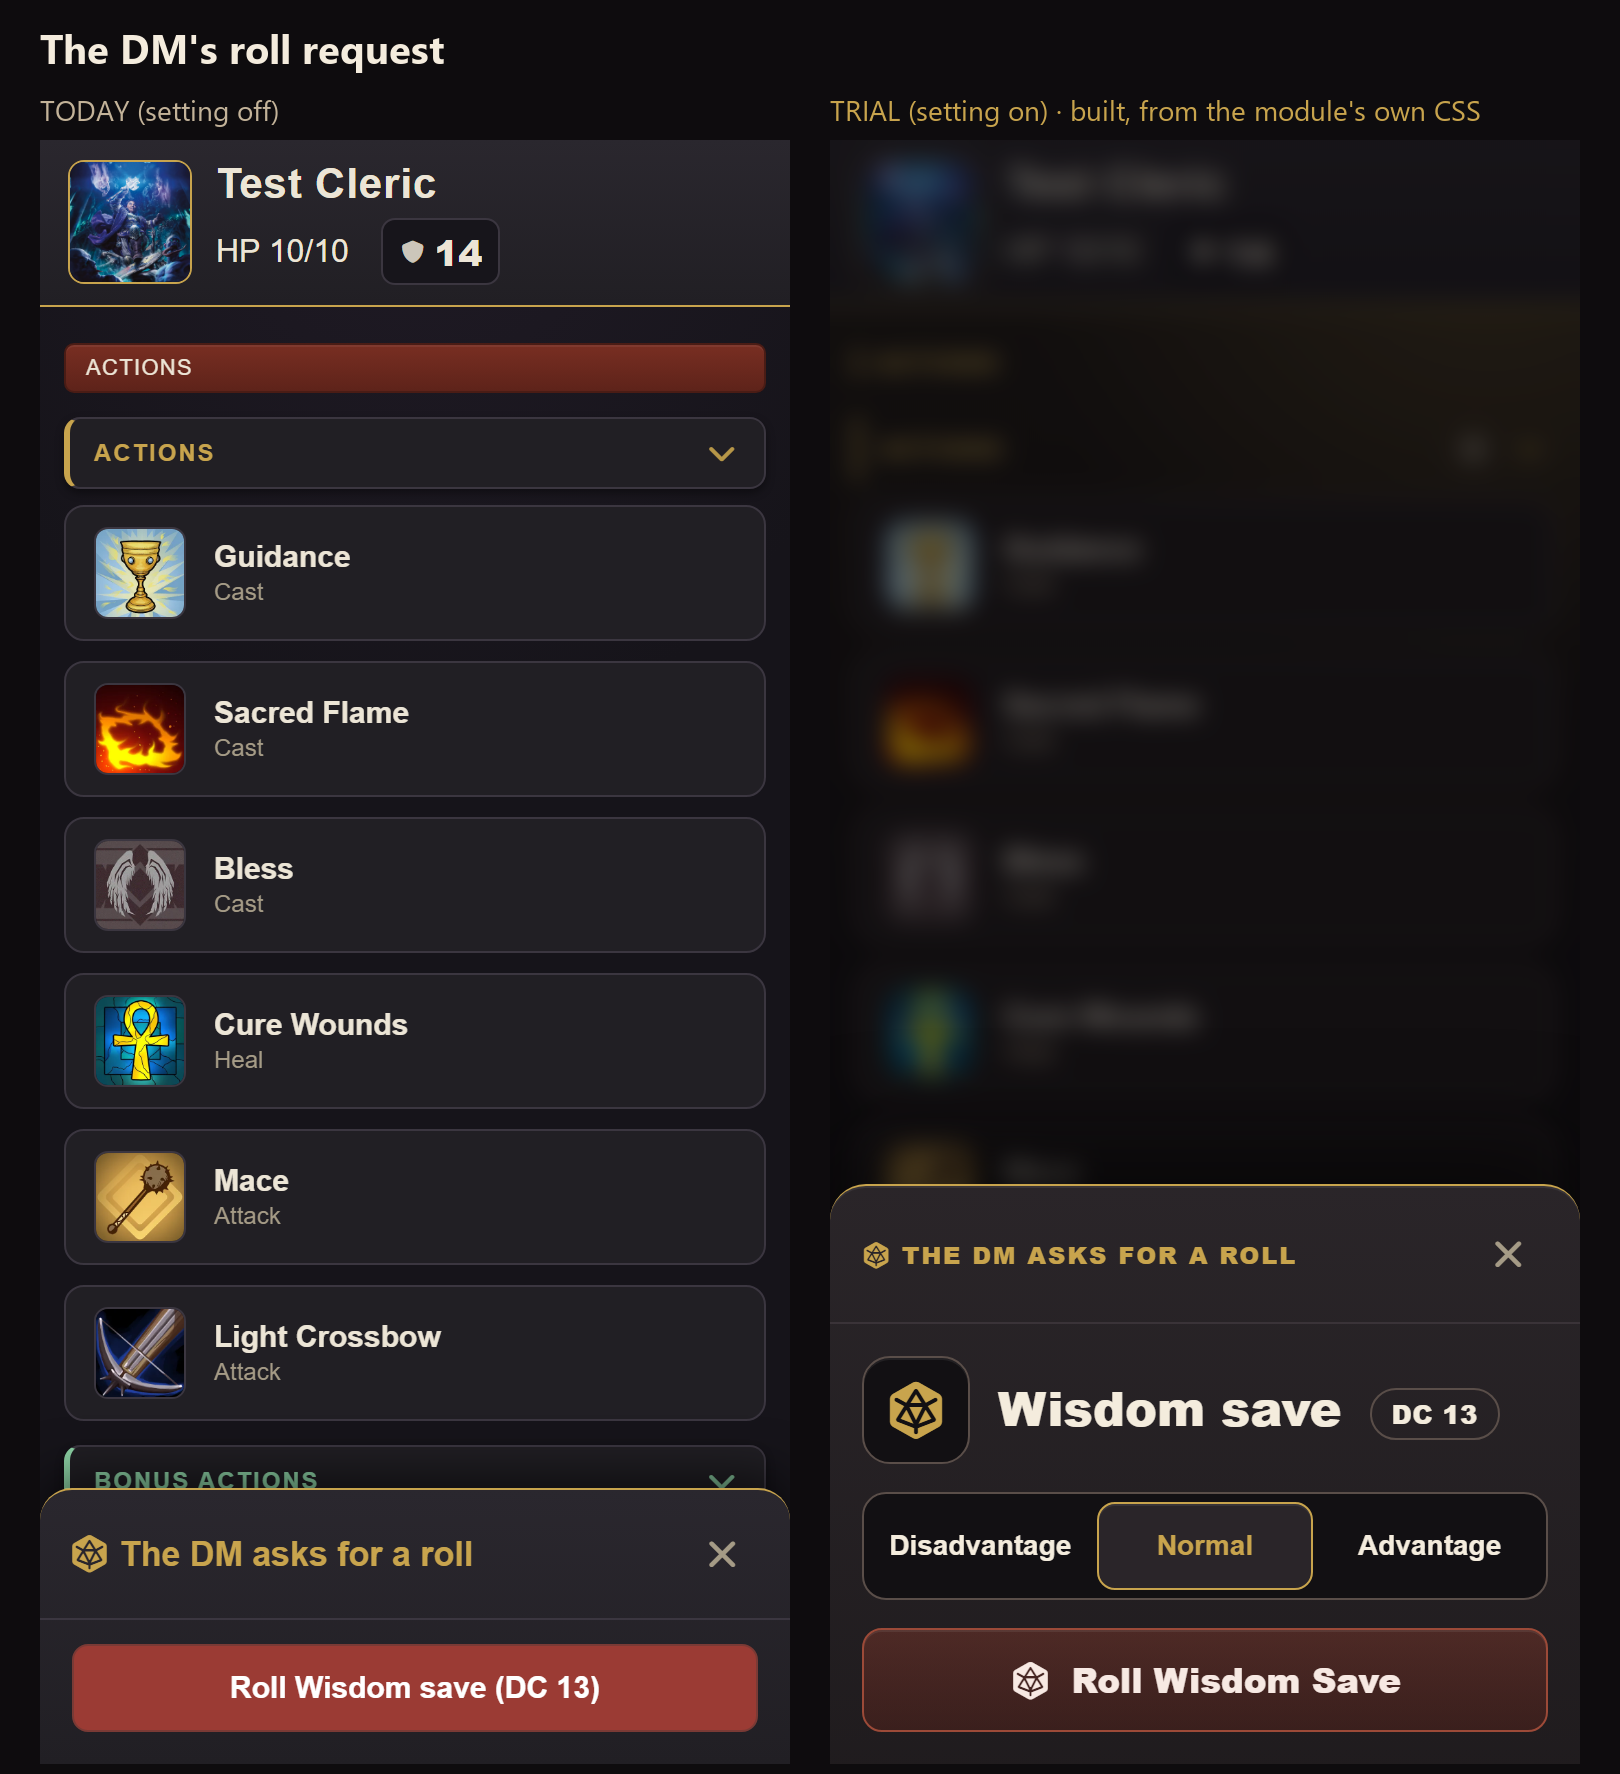 The DM's roll request
TODAY (setting off)
Test Cleric
HP 10/10
14
ACTIONS
ACTIONS
Guidance
Cast
Sacred Flame
Cast
Bless
Cast
Cure Wounds
Heal
Mace
Attack
Light Crossbow
Attack
BONUS ACTIONS
The DM asks for a roll
Roll Wisdom save (DC 13)
TRIAL (setting on) · built, from the module's own CSS
THE DM ASKS FOR A ROLL
Wisdom save
DC 13
Disadvantage
Normal
Advantage
Roll Wisdom Save